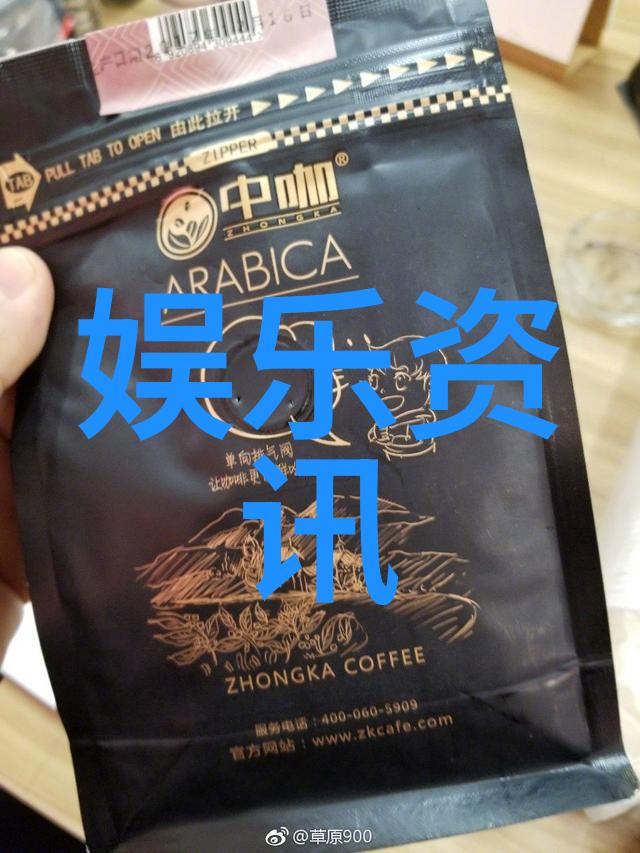 PULL TAB TO OPEN 由此拉开
TAB
ZIPPER
中咖®
ZHONGKA
ARABICA
娱乐资
讯
单向排气阀
ZHONGKA COFFEE
服务电话:400-060-5909
官方网站:www.zkcafe.com
@草原900